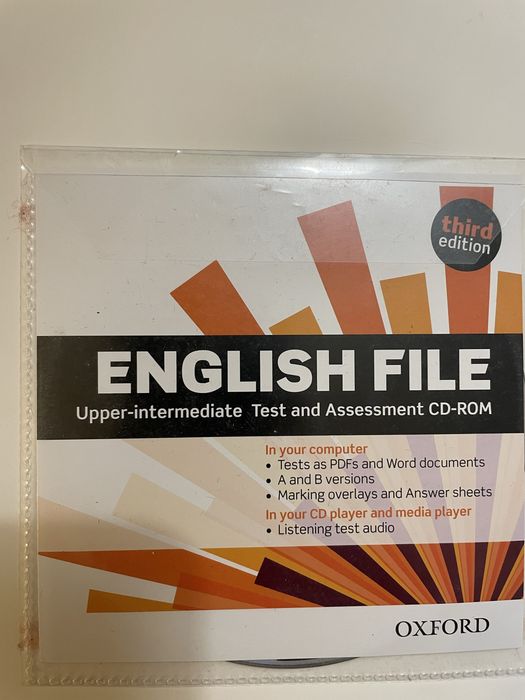 third
edition
ENGLISH FILE
Upper-intermediate Test and Assessment CD-ROM
In your computer
• Tests as PDFs and Word documents
• A and B versions
• Marking overlays and Answer sheets
In your CD player and media player
• Listening test audio
OXFORD